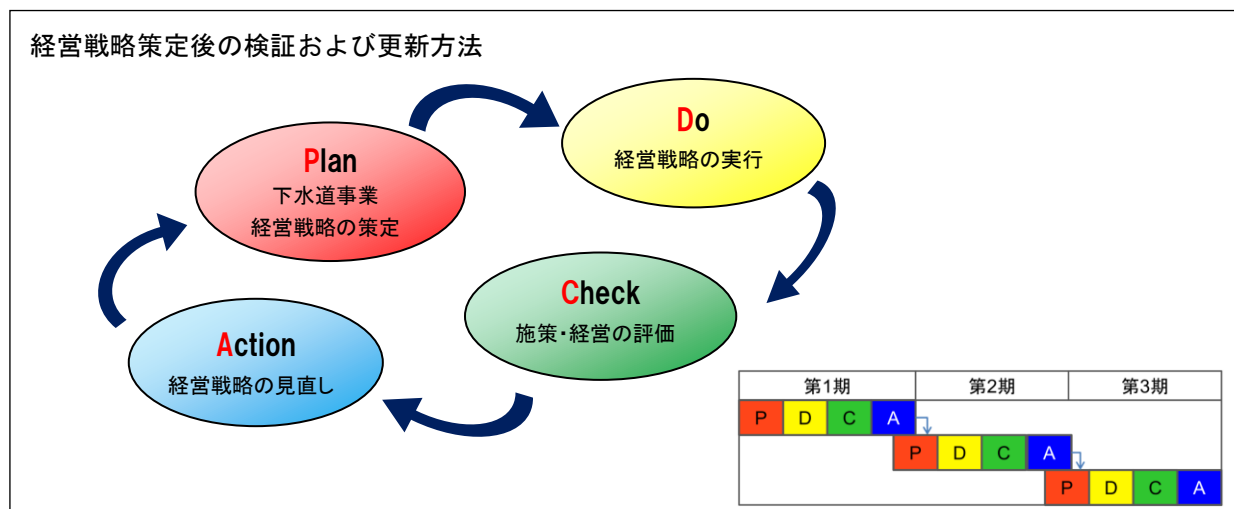 経営戦略策定後の検証および更新方法
Plan
下水道事業
経営戦略の策定
Do
経営戦略の実行
Check
施策・経営の評価
Action
経営戦略の見直し
第1期 第2期 第3期
P D C A
P D C A
P D C A